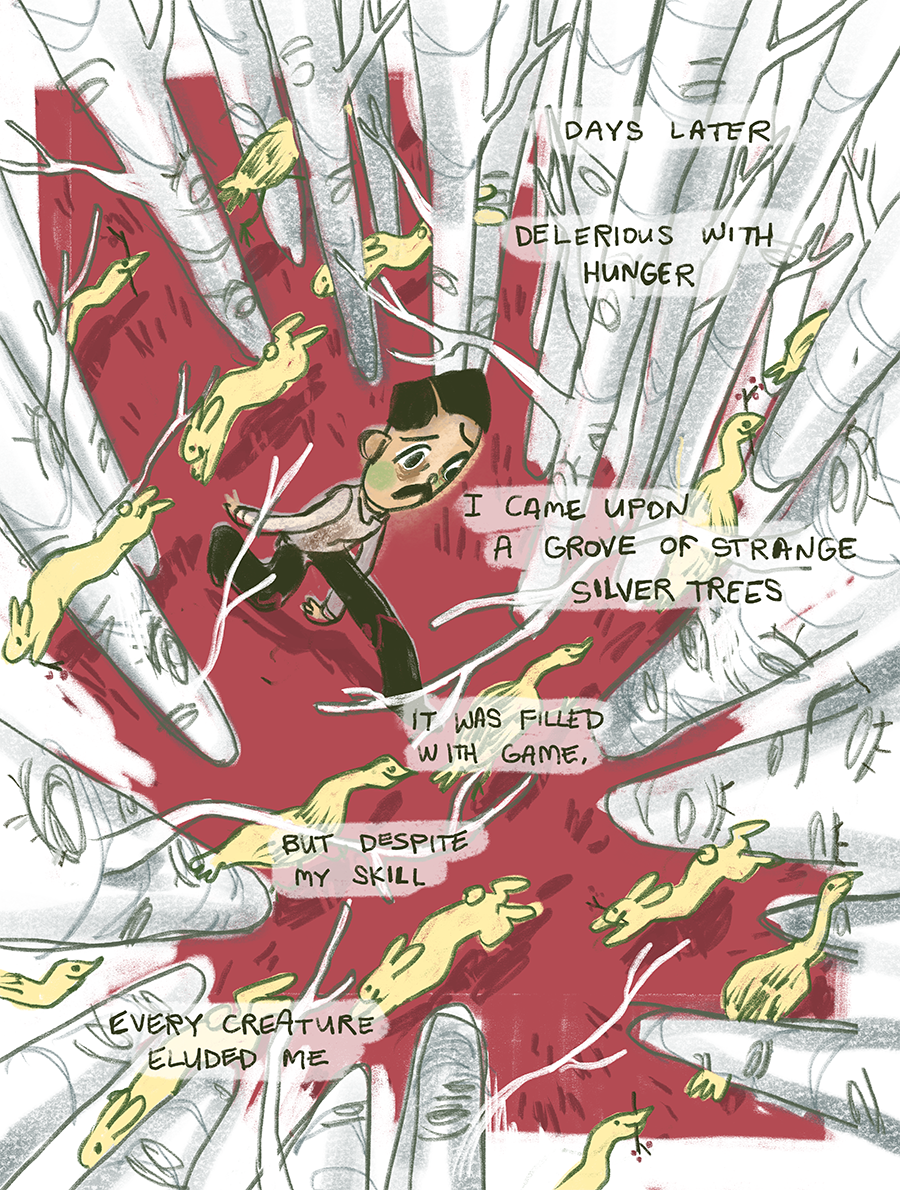 DAYS LATER
DELERIOUS WITH
HUNGER
I CAME UPON
A GROVE OF STRANGE
SILVER TREES
IT WAS FILLED
WITH GAME,
BUT DESPITE
MY SKILL
EVERY CREATURE
ELUDED ME